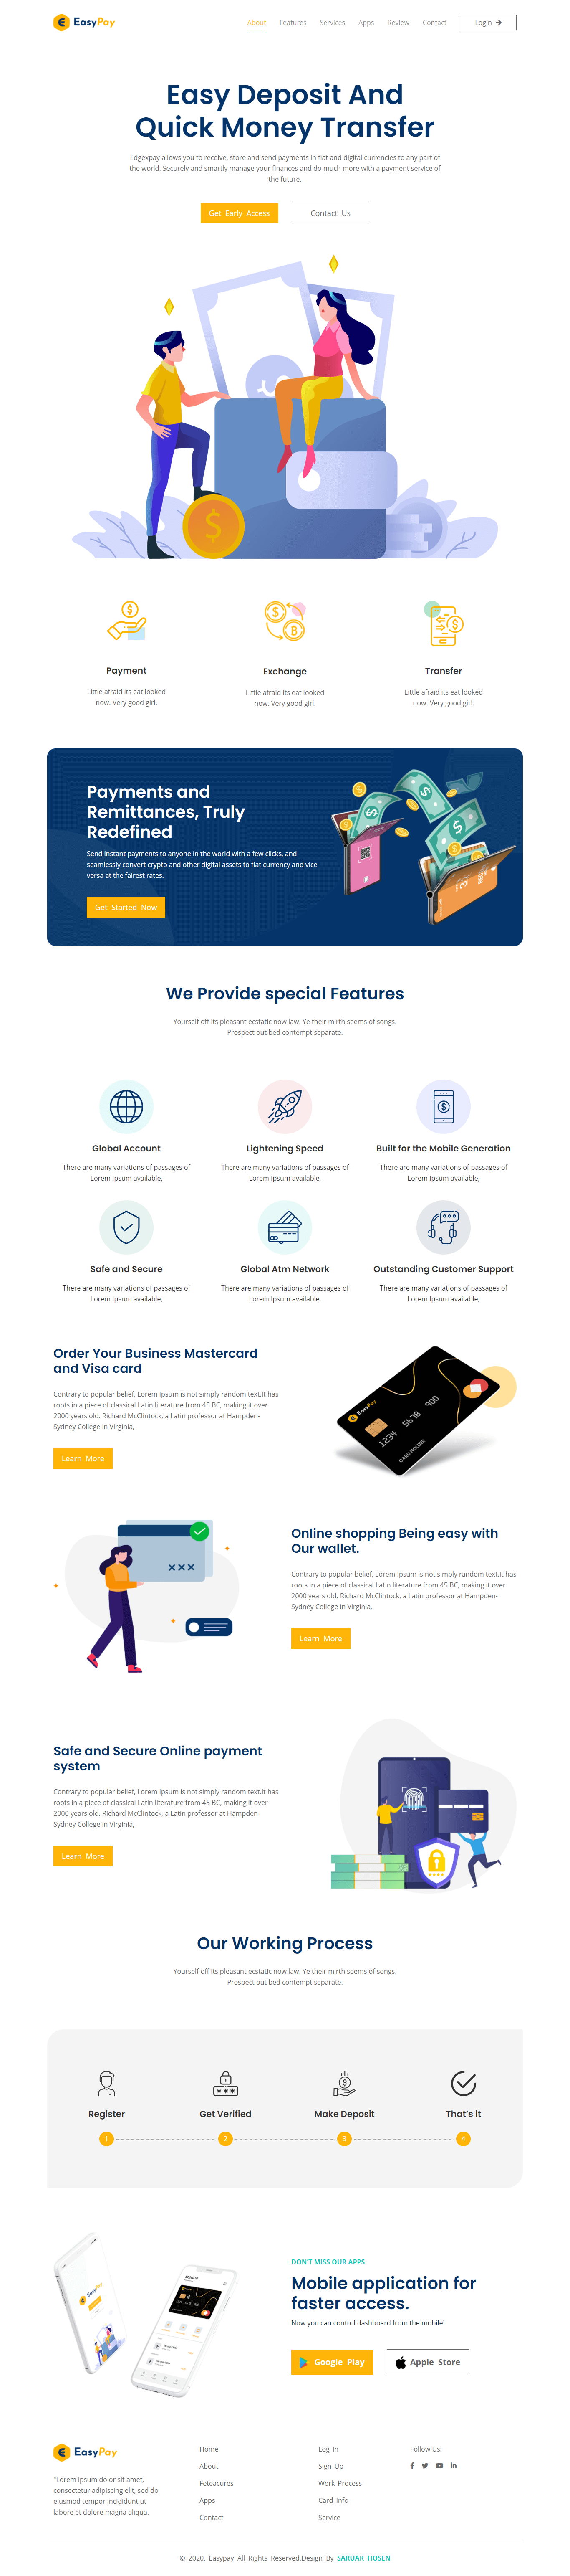 EasyPay
About Features Services Apps Review Contact Login
Easy Deposit And
Quick Money Transfer
Edgexpay allows you to receive, store and send payments in fiat and digital currencies to any part of
the world. Securely and smartly manage your finances and do much more with a payment service of
the future.
Get Early Access Contact Us
Payment
Little afraid its eat looked
now. Very good girl.
Exchange
Little afraid its eat looked
now. Very good girl.
Transfer
Little afraid its eat looked
now. Very good girl.
Payments and
Remittances, Truly
Redefined
Send instant payments to anyone in the world with a few clicks, and
seamlessly convert crypto and other digital assets to fiat currency and vice
versa at the fairest rates.
Get Started Now
We Provide special Features
Yourself off its pleasant ecstatic now law. Ye their mirth seems of songs.
Prospect out bed contempt separate.
Global Account
There are many variations of passages of
Lorem Ipsum available,
Lightening Speed
There are many variations of passages of
Lorem Ipsum available,
Built for the Mobile Generation
There are many variations of passages of
Lorem Ipsum available,
Safe and Secure
There are many variations of passages of
Lorem Ipsum available,
Global Atm Network
There are many variations of passages of
Lorem Ipsum available,
Outstanding Customer Support
There are many variations of passages of
Lorem Ipsum available,
Order Your Business Mastercard
and Visa card
Contrary to popular belief, Lorem Ipsum is not simply random text.It has
roots in a piece of classical Latin literature from 45 BC, making it over
2000 years old. Richard McClintock, a Latin professor at Hampden-
Sydney College in Virginia,
Learn More
EasyPay
1234 5678 900
CARD HOLDER
Online shopping Being easy with
Our wallet.
Contrary to popular belief, Lorem Ipsum is not simply random text.It has
roots in a piece of classical Latin literature from 45 BC, making it over
2000 years old. Richard McClintock, a Latin professor at Hampden-
Sydney College in Virginia,
Learn More
Safe and Secure Online payment
system
Contrary to popular belief, Lorem Ipsum is not simply random text.It has
roots in a piece of classical Latin literature from 45 BC, making it over
2000 years old. Richard McClintock, a Latin professor at Hampden-
Sydney College in Virginia,
Learn More
Our Working Process
Yourself off its pleasant ecstatic now law. Ye their mirth seems of songs.
Prospect out bed contempt separate.
Register Get Verified Make Deposit That's it
1 2 3 4
EasyPay
DON'T MISS OUR APPS
Mobile application for
faster access.
Now you can control dashboard from the mobile!
Google Play Apple Store
EasyPay
"Lorem ipsum dolor sit amet,
consectetur adipiscing elit, sed do
eiusmod tempor incididunt ut
labore et dolore magna aliqua.
Home
About
Feteacures
Apps
Contact
Log In
Sign Up
Work Process
Card Info
Service
Follow Us:
© 2020, Easypay All Rights Reserved.Design By SARUAR HOSEN